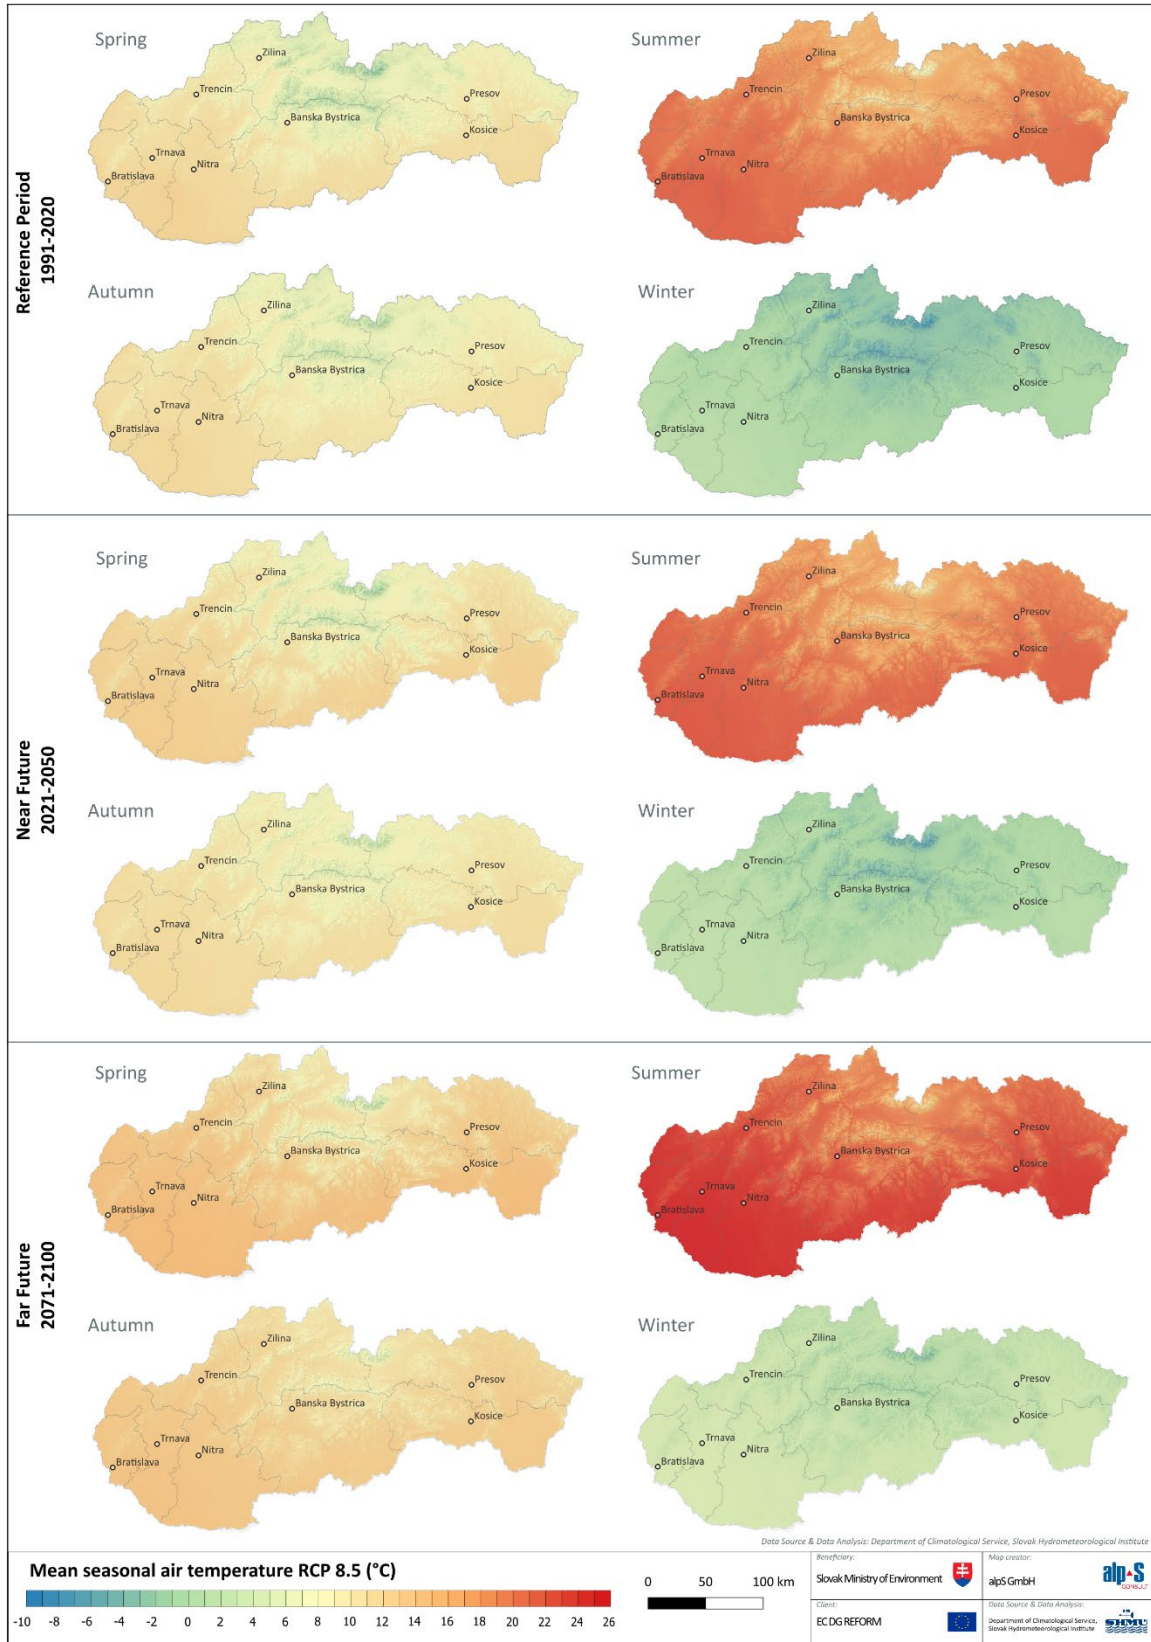 Reference Period
1991-2020
Spring
Zilina
Trencin
Presov
Banska Bystrica
Kosice
Trnava
Nitra
Bratislava
Summer
Zilina
Trencin
Presov
Banska Bystrica
Kosice
Trnava
Nitra
Bratislava
Autumn
Zilina
Trencin
Presov
Banska Bystrica
Kosice
Trnava
Nitra
Bratislava
Winter
Zilina
Trencin
Presov
Banska Bystrica
Kosice
Trnava
Nitra
Bratislava
Near Future
2021-2050
Spring
Zilina
Trencin
Presov
Banska Bystrica
Kosice
Trnava
Nitra
Bratislava
Summer
Zilina
Trencin
Presov
Banska Bystrica
Kosice
Trnava
Nitra
Bratislava
Autumn
Zilina
Trencin
Presov
Banska Bystrica
Kosice
Trnava
Nitra
Bratislava
Winter
Zilina
Trencin
Presov
Banska Bystrica
Kosice
Trnava
Nitra
Bratislava
Far Future
2071-2100
Spring
Zilina
Trencin
Presov
Banska Bystrica
Kosice
Trnava
Nitra
Bratislava
Summer
Zilina
Trencin
Presov
Banska Bystrica
Kosice
Trnava
Nitra
Bratislava
Autumn
Zilina
Trencin
Presov
Banska Bystrica
Kosice
Trnava
Nitra
Bratislava
Winter
Zilina
Trencin
Presov
Banska Bystrica
Kosice
Trnava
Nitra
Bratislava
Data Source & Data Analysis: Department of Climatological Service, Slovak Hydrometeorological Institute
Mean seasonal air temperature RCP 8.5 (°C)
-10 -8 -6 -4 -2 0 2 4 6 8 10 12 14 16 18 20 22 24 26
0 50 100 km
Beneficiary:
Slovak Ministry of Environment
Map creator:
alpS GmbH
alpS
CONSULT
Client:
EC DG REFORM
Data Source & Data Analysis:
Department of Climatological Service,
Slovak Hydrometeorological Institute
SHMÚ